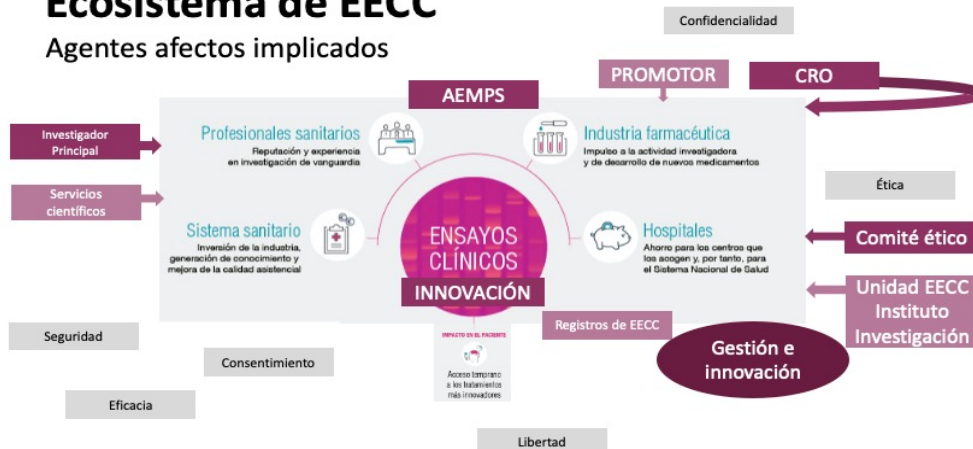 Ecosistema de EECC
Agentes afectos implicados
Confidencialidad
PROMOTOR
CRO
AEMPS
Investigador
Principal
Profesionales sanitarios
Reputación y experiencia
en investigación de vanguardia
Industria farmacéutica
Impulso a la actividad investigadora
y de desarrollo de nuevos medicamentos
Servicios
científicos
Ética
Sistema sanitario
Inversión de la industria,
generación de conocimiento y
mejora de la calidad asistencial
ENSAYOS
CLÍNICOS
INNOVACIÓN
Hospitales
Ahorro para los centros que
los acogen y, por tanto, para
el Sistema Nacional de Salud
Comité ético
Unidad EECC
Instituto
Investigación
Registros de EECC
Gestión e
innovación
Seguridad
Consentimiento
IMPACTO EN EL PACIENTE
Acceso temprano
a los tratamientos
más innovadores
Eficacia
Libertad